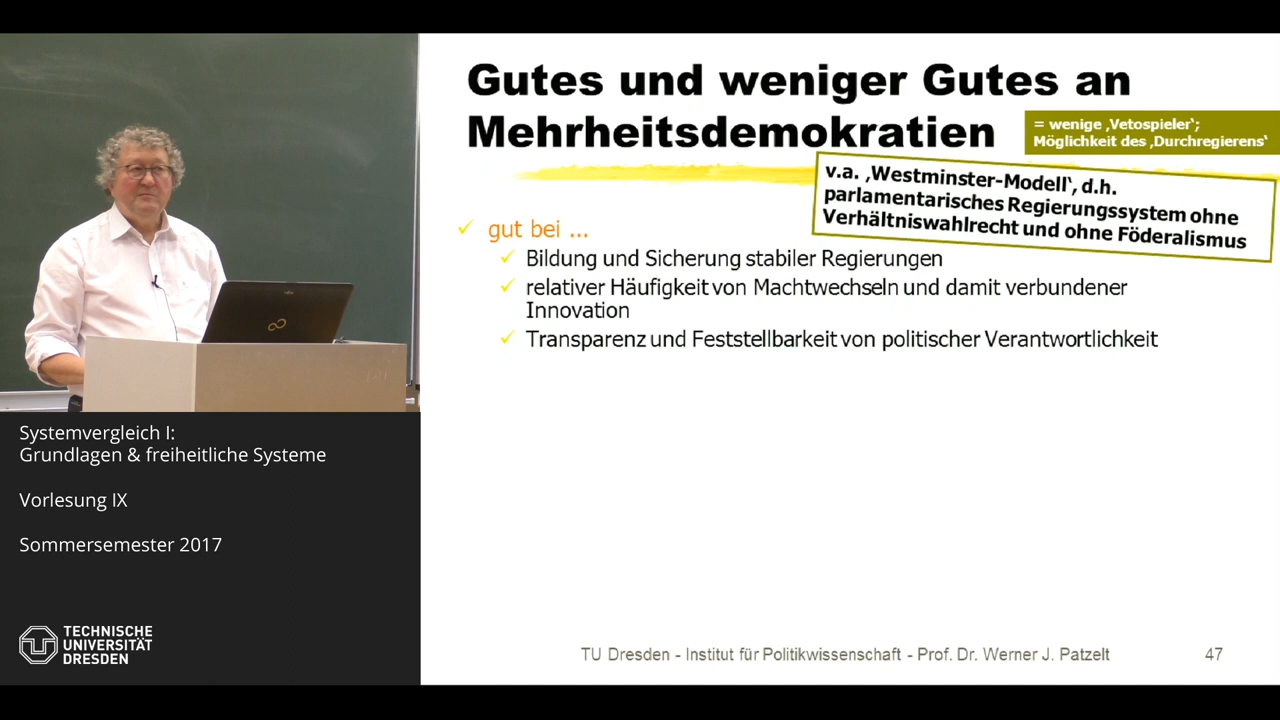 Gutes und weniger Gutes an
Mehrheitsdemokratien
= wenige ‚Vetospieler‘;
Möglichkeit des ‚Durchregierens‘
v.a. ‚Westminster-Modell‘, d.h.
parlamentarisches Regierungssystem ohne
Verhältniswahlrecht und ohne Föderalismus
gut bei ...
Bildung und Sicherung stabiler Regierungen
relativer Häufigkeit von Machtwechseln und damit verbundener
Innovation
Transparenz und Feststellbarkeit von politischer Verantwortlichkeit
TU Dresden - Institut für Politikwissenschaft - Prof. Dr. Werner J. Patzelt
47
Systemvergleich I:
Grundlagen & freiheitliche Systeme
Vorlesung IX
Sommersemester 2017
TECHNISCHE
UNIVERSITÄT
DRESDEN